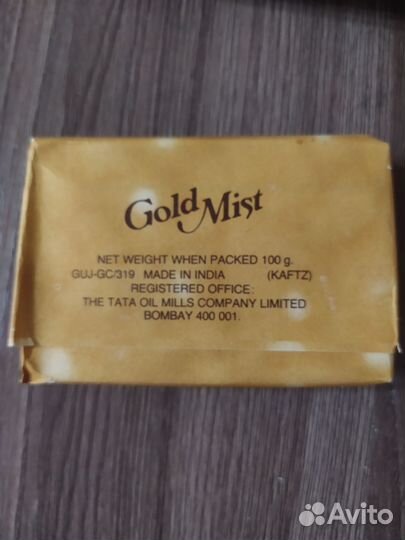 Gold Mist
NET WEIGHT WHEN PACKED 100 g.
GUJ-GC/319 MADE IN INDIA (KAFTZ)
REGISTERED OFFICE:
THE TATA OIL MILLS COMPANY LIMITED
BOMBAY 400 001.
Avito